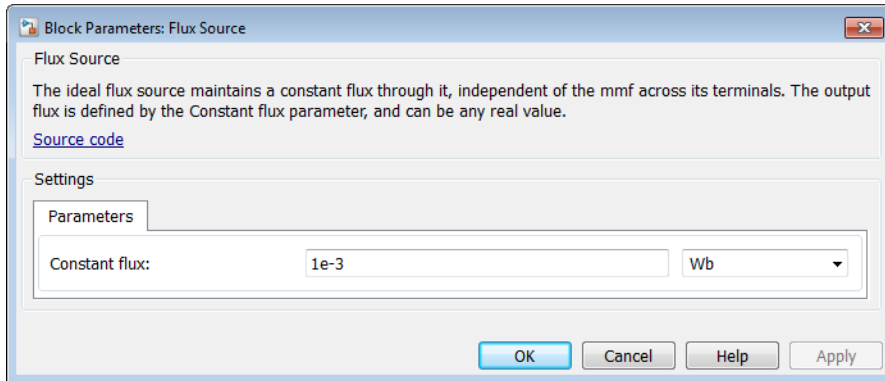 Block Parameters: Flux Source
Flux Source
The ideal flux source maintains a constant flux through it, independent of the mmf across its terminals. The output
flux is defined by the Constant flux parameter, and can be any real value.
Source code
Settings
Parameters
Constant flux:
1e-3
Wb
OK
Cancel
Help
Apply